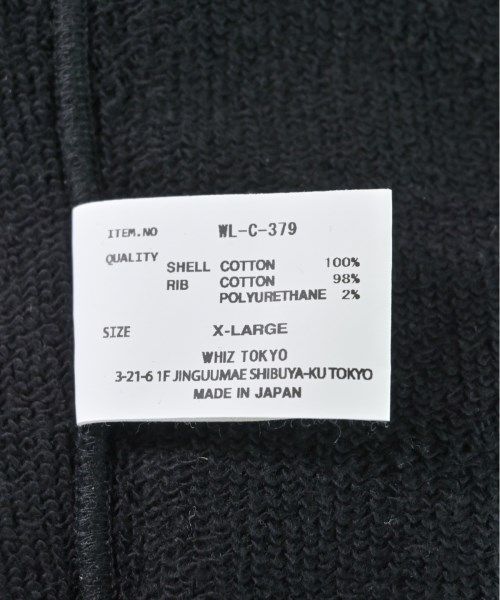 ITEM.NO WL-C-379
QUALITY
SHELL COTTON 100%
RIB COTTON 98%
POLYURETHANE 2%
SIZE X-LARGE
WHIZ TOKYO
3-21-6 1F JINGUUMAE SHIBUYA-KU TOKYO
MADE IN JAPAN